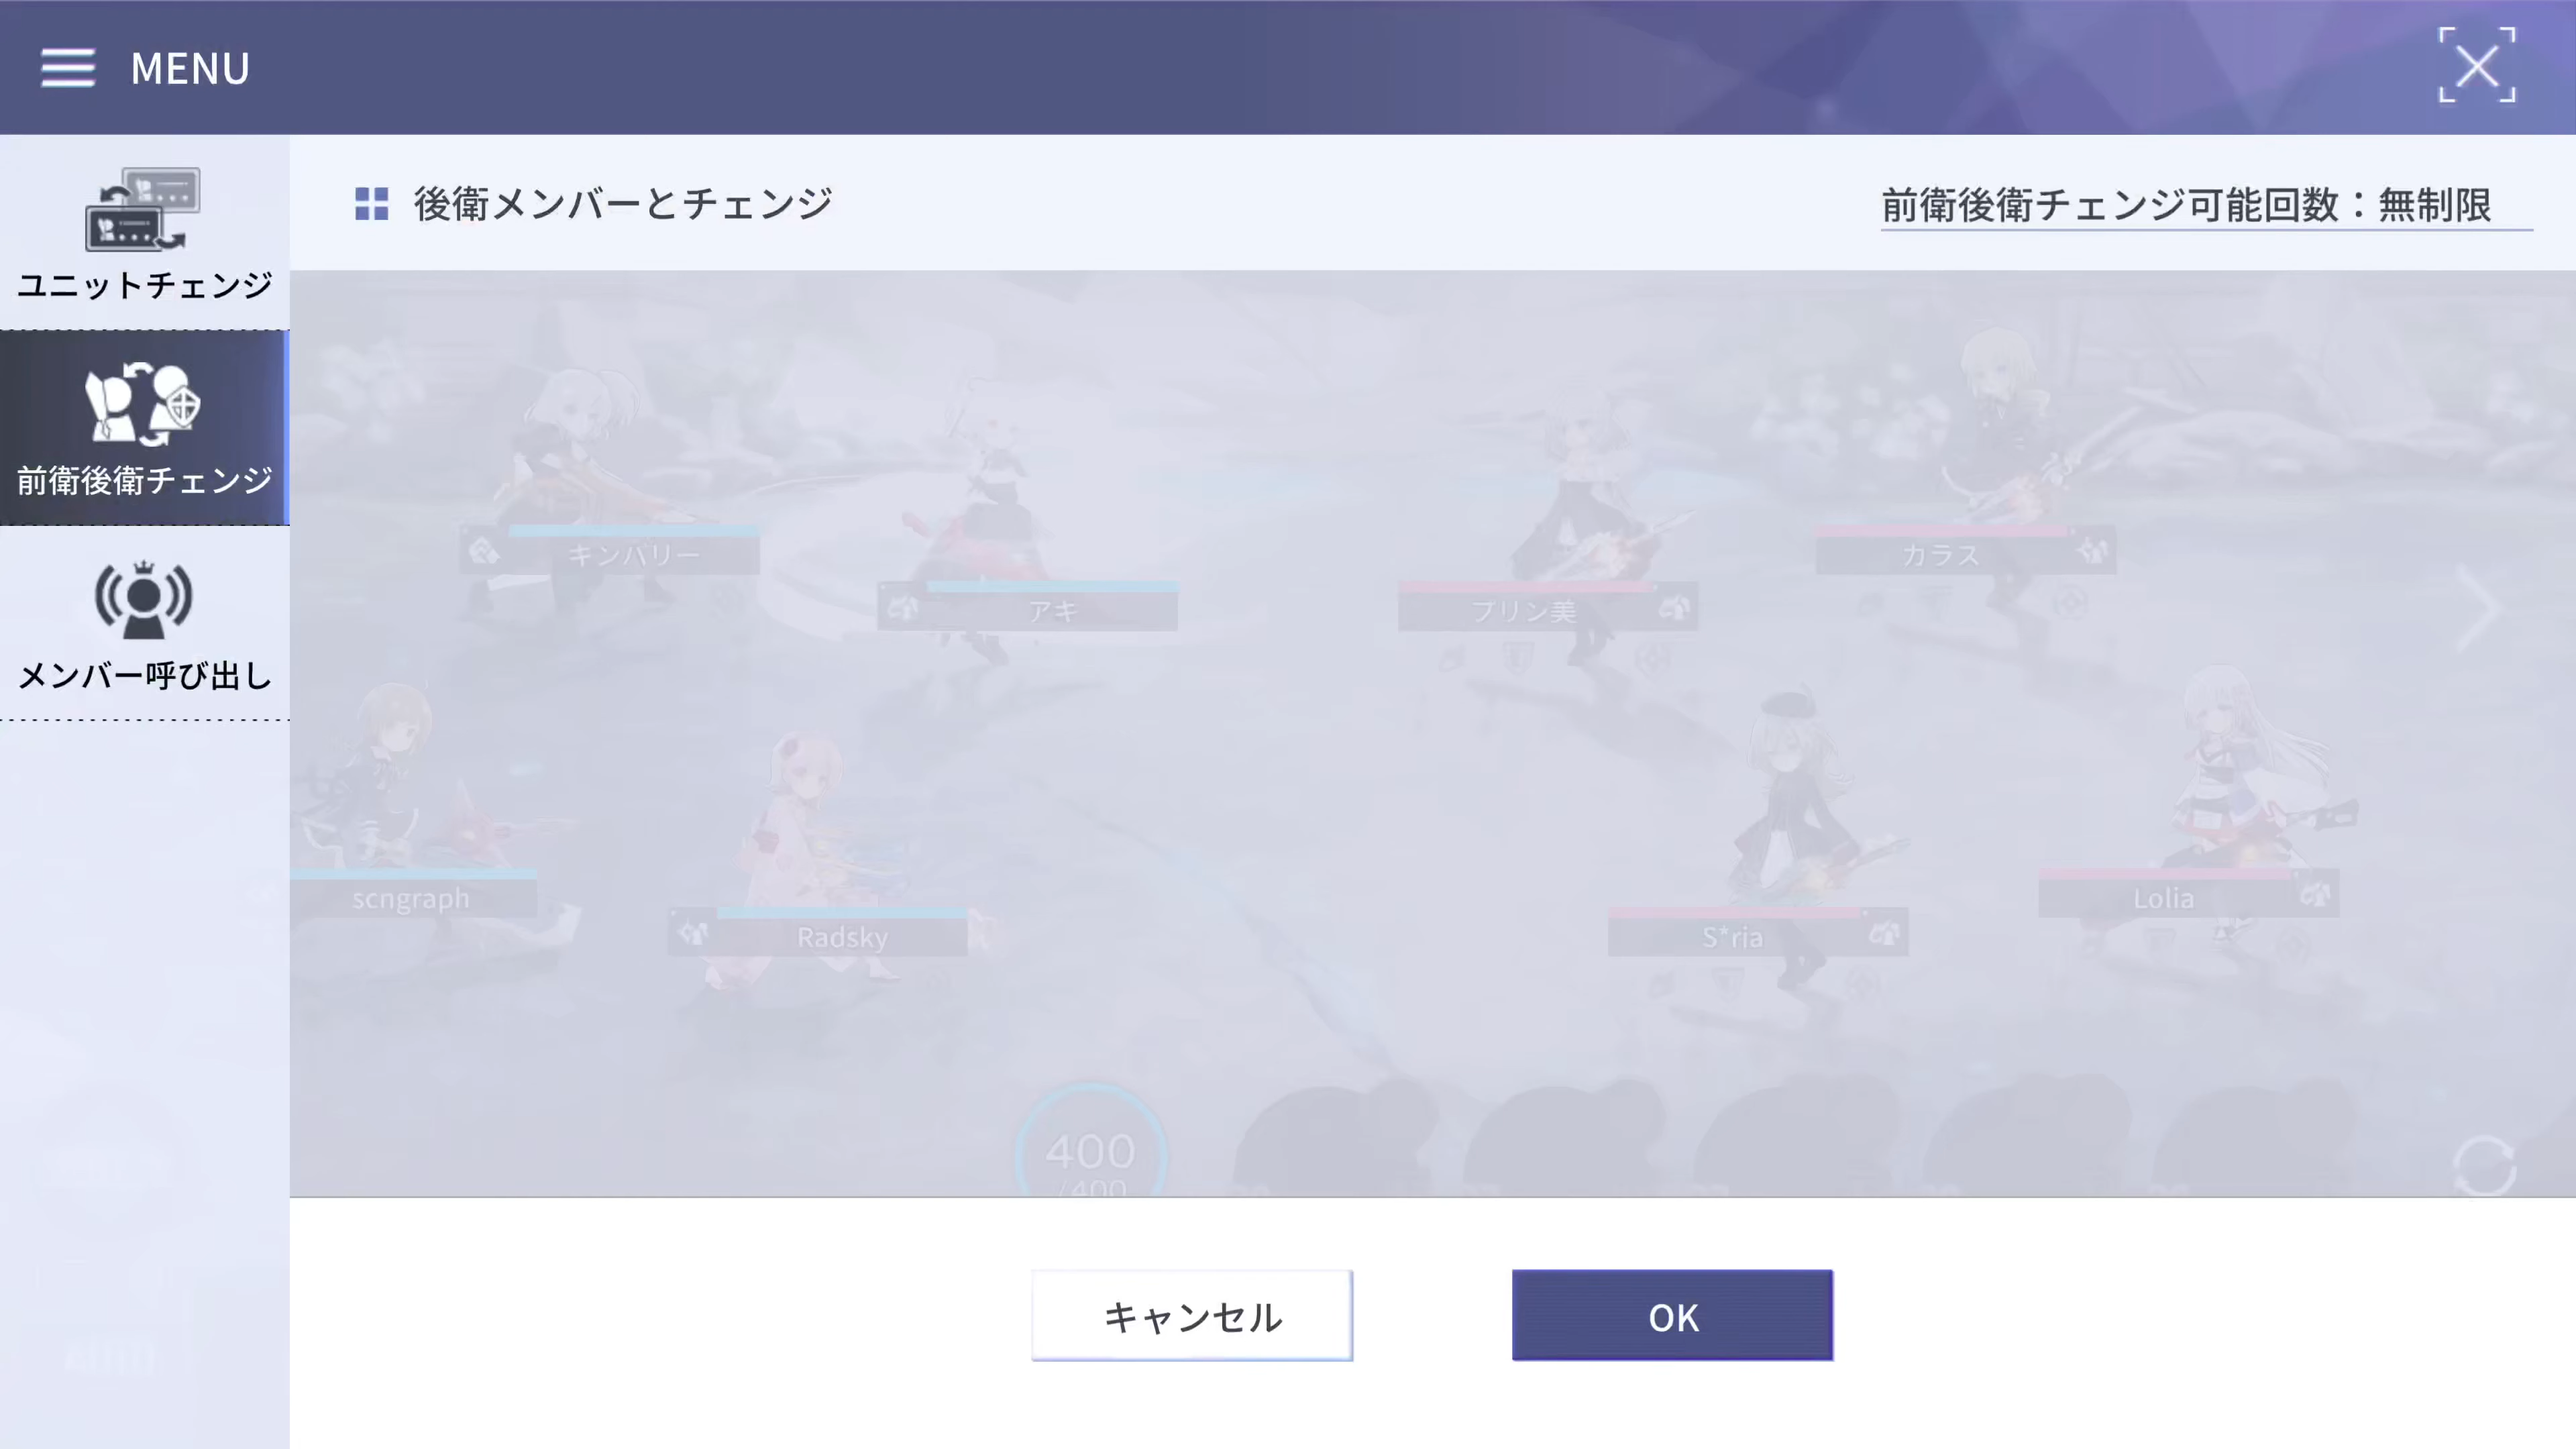 MENU
ユニットチェンジ
前衛後衛チェンジ
メンバー呼び出し
後衛メンバーとチェンジ
前衛後衛チェンジ可能回数：無制限
キンバリー
アキ
プリン美
カラス
scngraph
Radsky
S*ria
Lolia
400
/400
キャンセル
OK